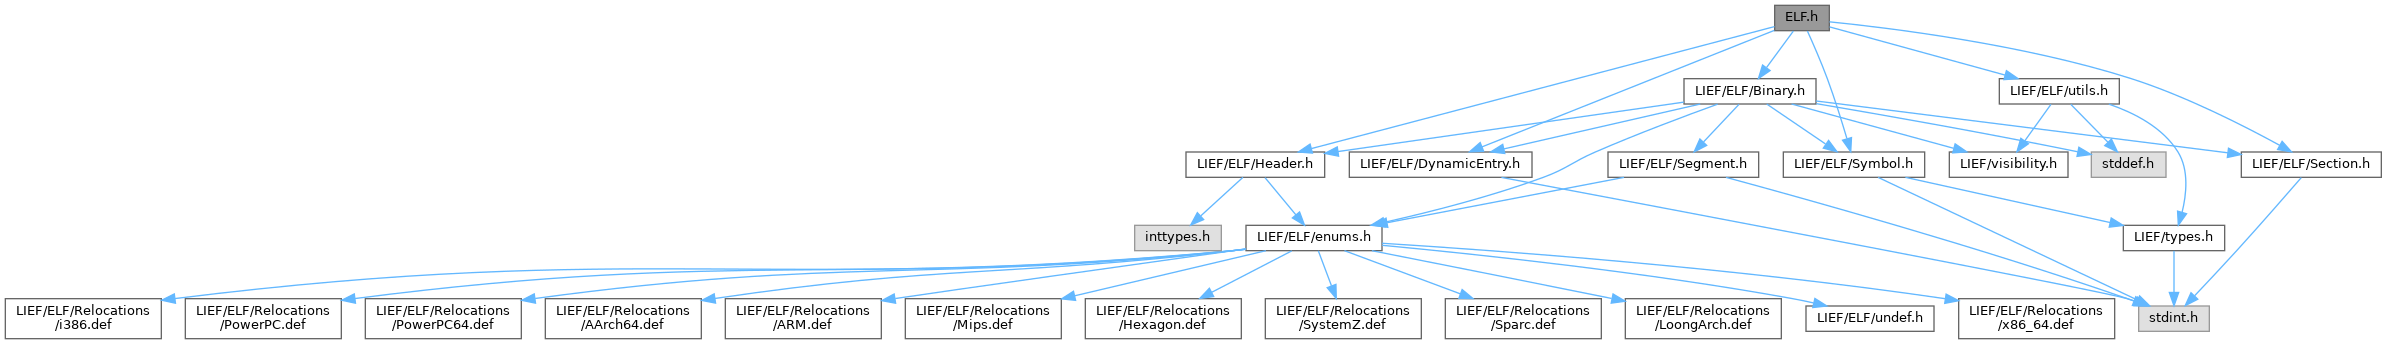 ELF.h
LIEF/ELF/Binary.h
LIEF/ELF/utils.h
LIEF/ELF/Header.h
LIEF/ELF/DynamicEntry.h
LIEF/ELF/Segment.h
LIEF/ELF/Symbol.h
LIEF/visibility.h
stddef.h
LIEF/ELF/Section.h
inttypes.h
LIEF/ELF/enums.h
LIEF/types.h
LIEF/ELF/Relocations
/i386.def
LIEF/ELF/Relocations
/PowerPC.def
LIEF/ELF/Relocations
/PowerPC64.def
LIEF/ELF/Relocations
/AArch64.def
LIEF/ELF/Relocations
/ARM.def
LIEF/ELF/Relocations
/Mips.def
LIEF/ELF/Relocations
/Hexagon.def
LIEF/ELF/Relocations
/SystemZ.def
LIEF/ELF/Relocations
/Sparc.def
LIEF/ELF/Relocations
/LoongArch.def
LIEF/ELF/undef.h
LIEF/ELF/Relocations
/x86_64.def
stdint.h